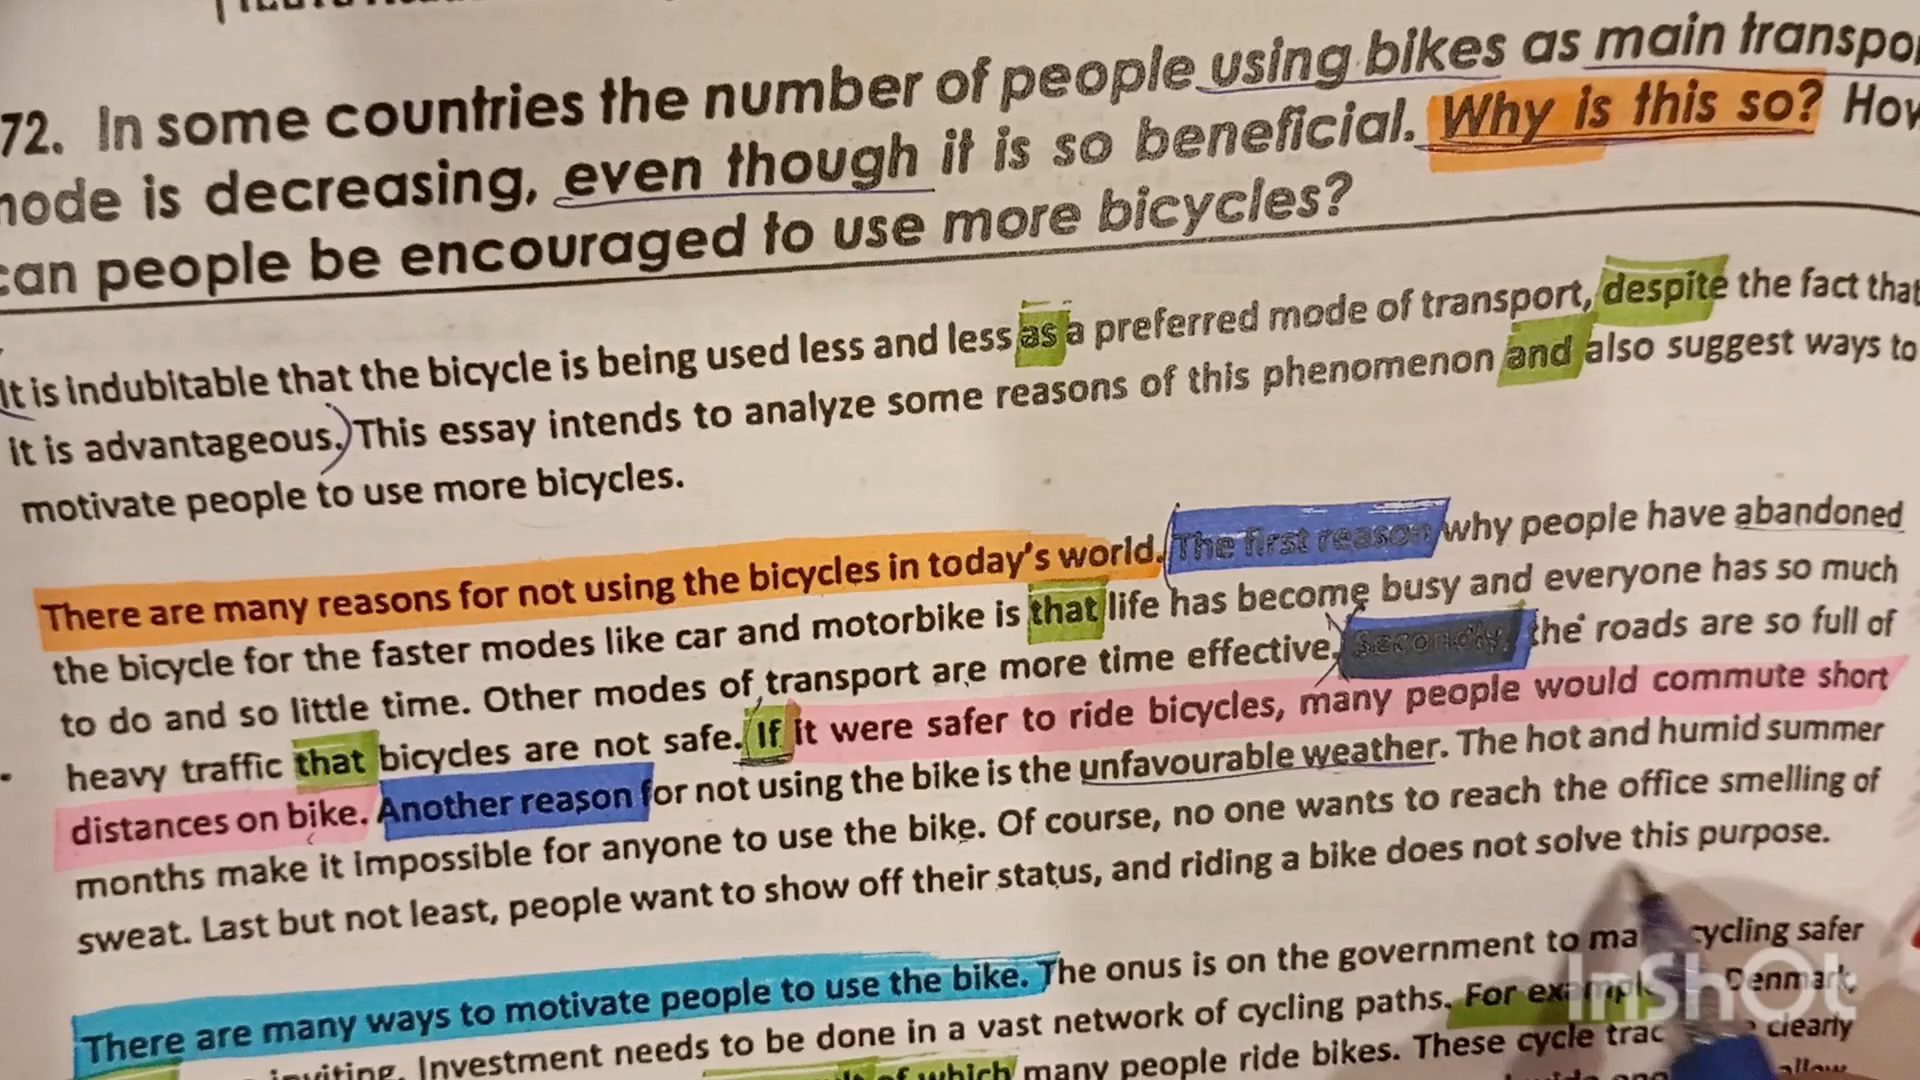 72. In some countries the number of people using bikes as main transpor
mode is decreasing, even though it is so beneficial. Why is this so? How
can people be encouraged to use more bicycles?
It is indubitable that the bicycle is being used less and less as a preferred mode of transport, despite the fact that
it is advantageous. This essay intends to analyze some reasons of this phenomenon and also suggest ways to
motivate people to use more bicycles.
There are many reasons for not using the bicycles in today's world. The first reason why people have abandoned
the bicycle for the faster modes like car and motorbike is that life has become busy and everyone has so much
to do and so little time. Other modes of transport are more time effective. Secondly, the roads are so full of
heavy traffic that bicycles are not safe. If it were safer to ride bicycles, many people would commute short
distances on bike. Another reason for not using the bike is the unfavourable weather. The hot and humid summer
months make it impossible for anyone to use the bike. Of course, no one wants to reach the office smelling of
sweat. Last but not least, people want to show off their status, and riding a bike does not solve this purpose.
There are many ways to motivate people to use the bike. The onus is on the government to ma cycling safer
inviting. Investment needs to be done in a vast network of cycling paths. For exampl Denmark,
of which many people ride bikes. These cycle trac clearly
allow
InShOt